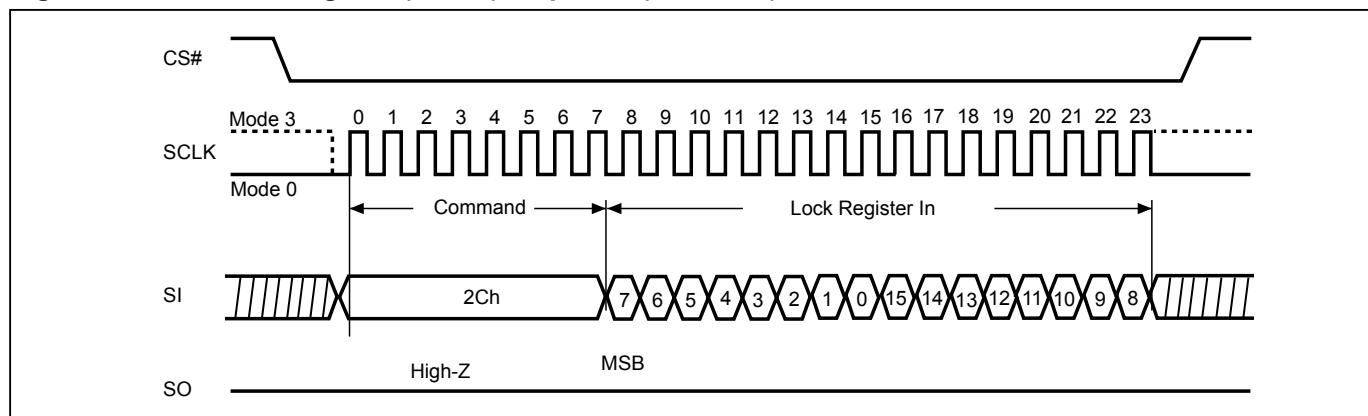 CS#
Mode 3
0 1 2 3 4 5 6 7 8 9 10 11 12 13 14 15 16 17 18 19 20 21 22 23
SCLK
Mode 0
Command
Lock Register In
SI
2Ch
7 6 5 4 3 2 1 0 15 14 13 12 11 10 9 8
High-Z
MSB
SO